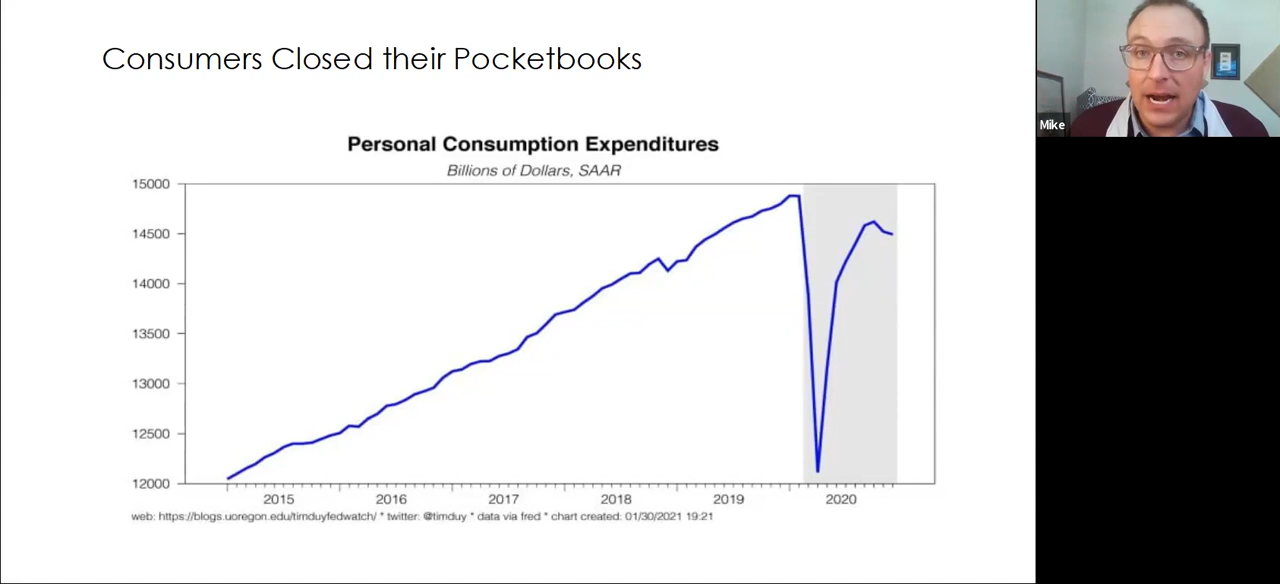 Consumers Closed their Pocketbooks
Mike
Personal Consumption Expenditures
Billions of Dollars, SAAR
15000
14500
14000
13500
13000
12500
12000
2015 2016 2017 2018 2019 2020
web: https://blogs.uoregon.edu/timduyfedwatch/ * twitter: @timduy * data via fred * chart created: 01/30/2021 19:21